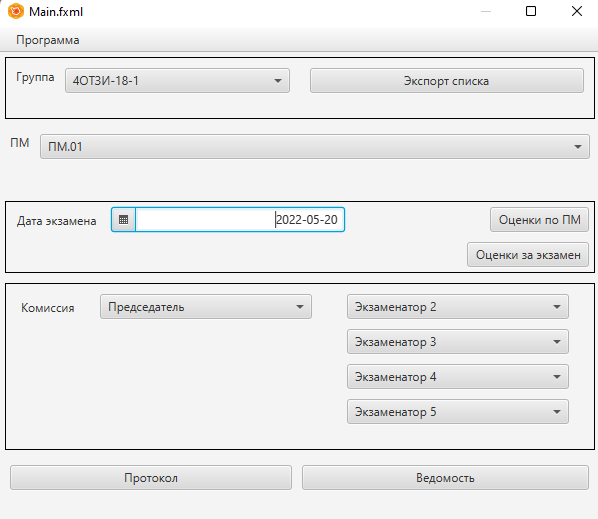 Main.fxml
Программа
Группа 4ОТЗИ-18-1 Экспорт списка
ПМ ПМ.01
Дата экзамена 2022-05-20 Оценки по ПМ
Оценки за экзамен
Комиссия Председатель Экзаменатор 2
Экзаменатор 3
Экзаменатор 4
Экзаменатор 5
Протокол Ведомость